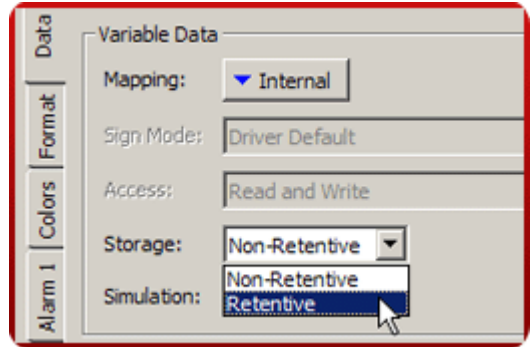 Data
Format
Colors
Alarm 1
Variable Data
Mapping:
Internal
Sign Mode:
Driver Default
Access:
Read and Write
Storage:
Non-Retentive
Non-Retentive
Retentive
Simulation: